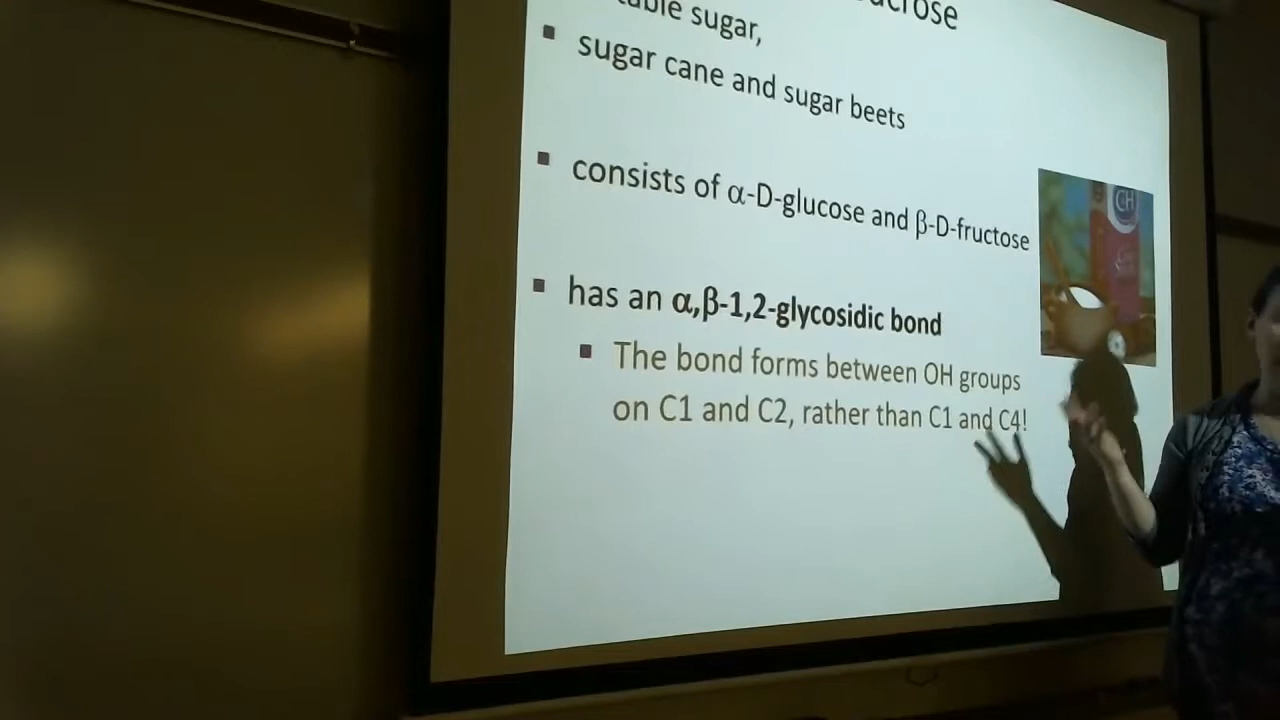 sugar,
sugar cane and sugar beets
consists of α-D-glucose and β-D-fructose
has an α,β-1,2-glycosidic bond
The bond forms between OH groups
on C1 and C2, rather than C1 and C4!
CH